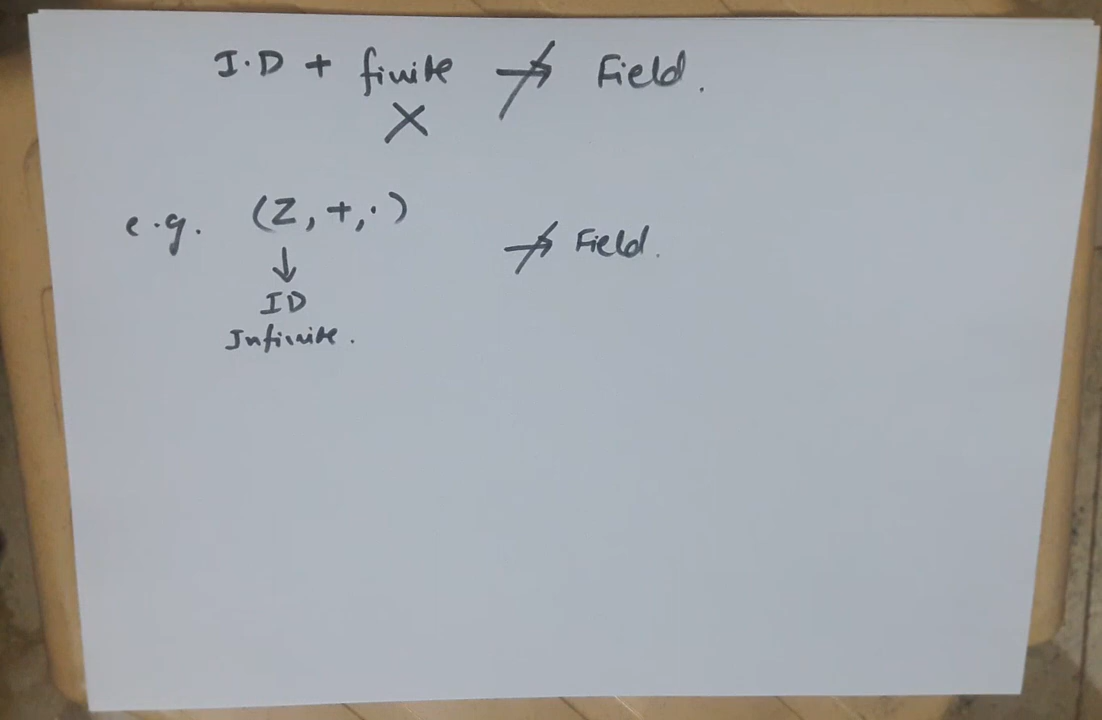 I.D + finite ↛ Field.
X
e.g. (Z, +, ·) ↛ Field.
↓
ID
Infinite.